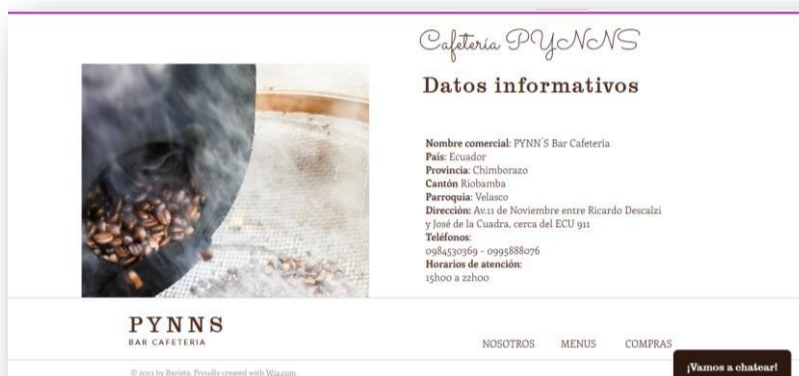 Cafetería PYNNS
Datos informativos
Nombre comercial: PYNN´S Bar Cafetería
País: Ecuador
Provincia: Chimborazo
Cantón Riobamba
Parroquia: Velasco
Dirección: Av.11 de Noviembre entre Ricardo Descalzi
y José de la Cuadra, cerca del ECU 911
Teléfonos:
0984530369 – 0995888076
Horarios de atención:
15h00 a 22h00
PYNNS
BAR CAFETERIA
NOSOTROS MENUS COMPRAS
¡Vamos a chatear!
© 2023 by Barista. Proudly created with Wix.com